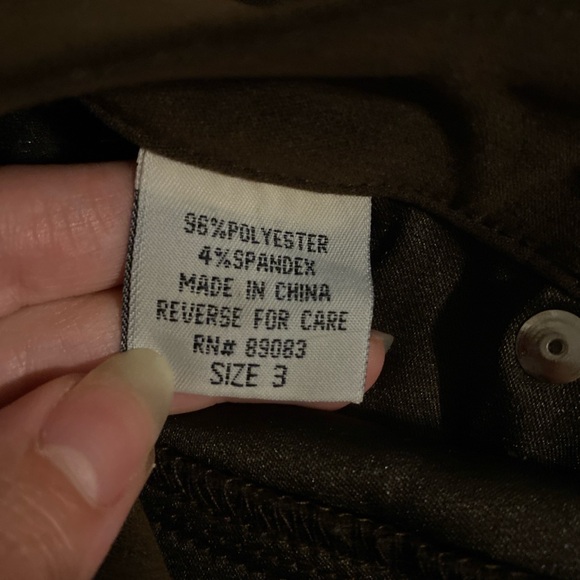 96%POLYESTER
4%SPANDEX
MADE IN CHINA
REVERSE FOR CARE
RN# 89083
SIZE 3